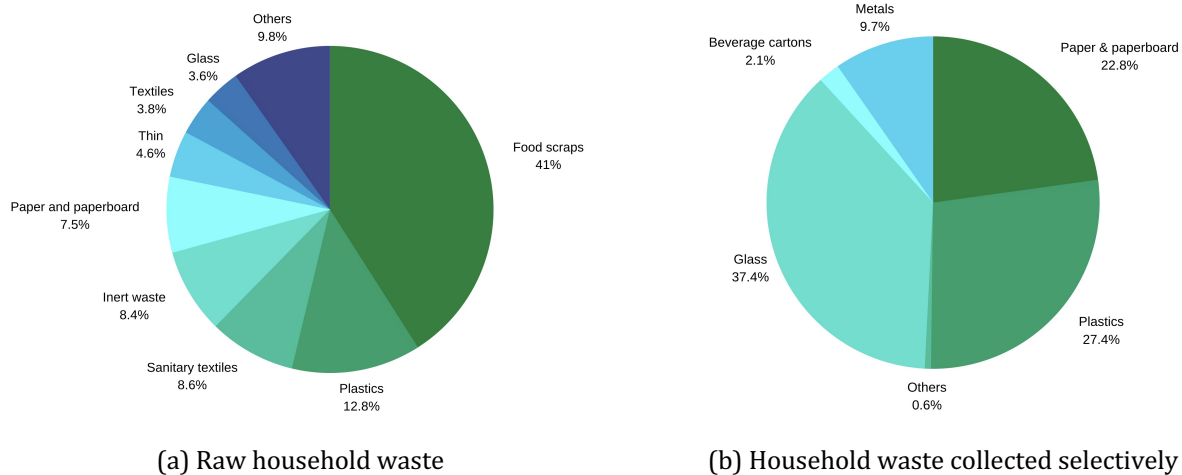 Others
9.8%
Glass
3.6%
Textiles
3.8%
Thin
4.6%
Paper and paperboard
7.5%
Inert waste
8.4%
Sanitary textiles
8.6%
Plastics
12.8%
Food scraps
41%
(a) Raw household waste
Metals
9.7%
Beverage cartons
2.1%
Paper & paperboard
22.8%
Glass
37.4%
Plastics
27.4%
Others
0.6%
(b) Household waste collected selectively